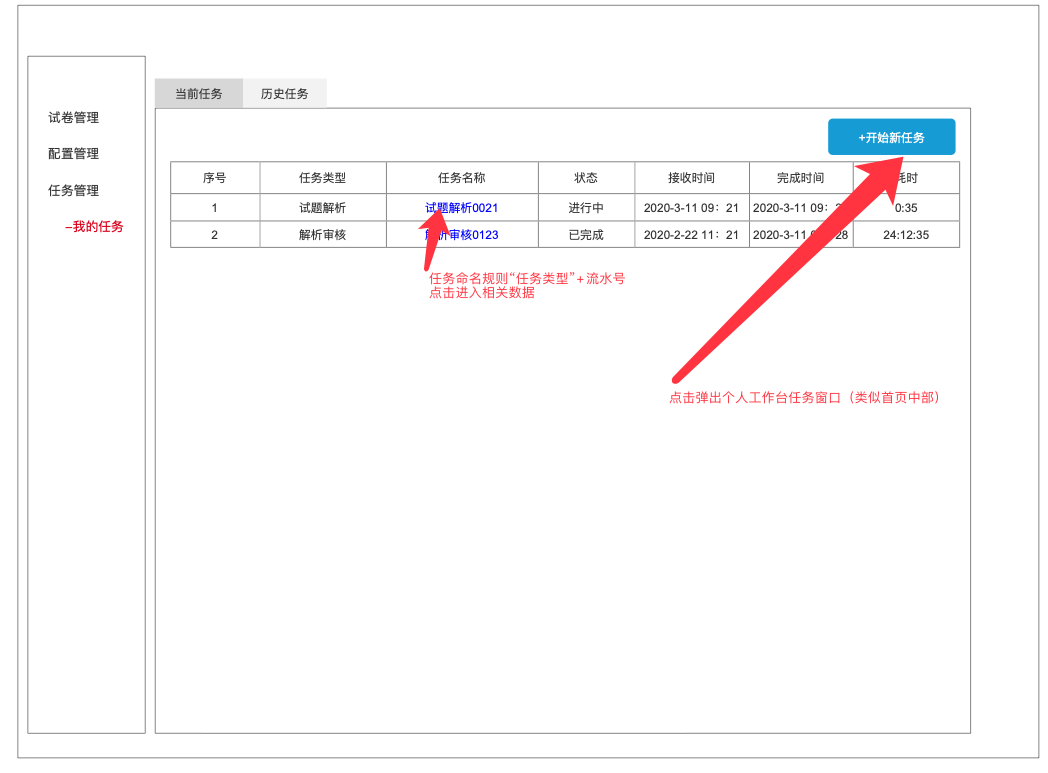 当前任务 历史任务
试卷管理
配置管理
任务管理
–我的任务
+开始新任务
序号 任务类型 任务名称 状态 接收时间 完成时间 耗时
1 试题解析 试题解析0021 进行中 2020-3-11 09：21 2020-3-11 09： 0:35
2 解析审核 解析审核0123 已完成 2020-2-22 11：21 2020-3-11 28 24:12:35
任务命名规则“任务类型”+流水号
点击进入相关数据
点击弹出个人工作台任务窗口（类似首页中部）